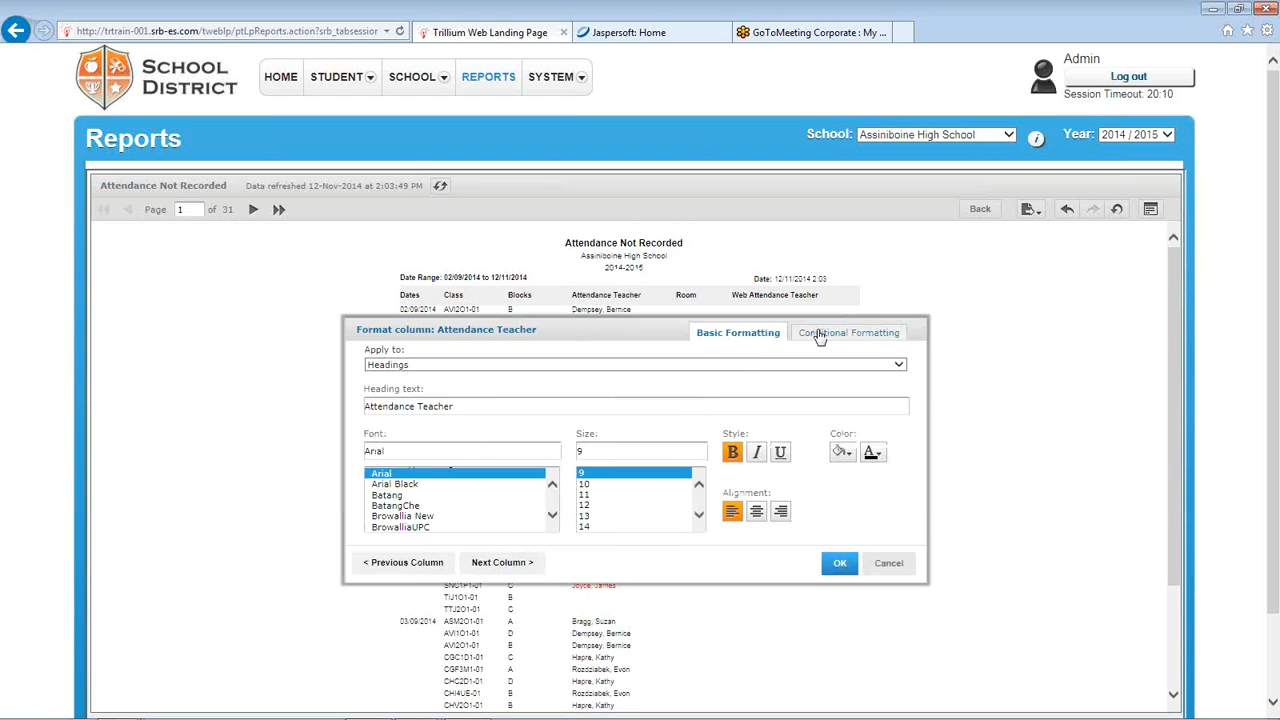 http://trtrain-001.srb-es.com/tweblp/ptLpReports.action?srb_tabsession
Trillium Web Landing Page
Jaspersoft: Home
GoToMeeting Corporate : My ...
SCHOOL
DISTRICT
HOME
STUDENT
SCHOOL
REPORTS
SYSTEM
Admin
Log out
Session Timeout: 20:10
Reports
School:
Assiniboine High School
i
Year:
2014 / 2015
Attendance Not Recorded
Data refreshed 12-Nov-2014 at 2:03:49 PM
Page
1
of 31
Back
Attendance Not Recorded
Assiniboine High School
2014-2015
Date Range: 02/09/2014 to 12/11/2014
Date: 12/11/2014 2:03
Dates Class Blocks Attendance Teacher Room Web Attendance Teacher
02/09/2014 AVI2O1-01 B Dempsey, Bernice
Format column: Attendance Teacher
Basic Formatting
Conditional Formatting
Apply to:
Headings
Heading text:
Attendance Teacher
Font:
Size:
Style:
Color:
Arial
9
B I U
A
Arial
Arial Black
Batang
BatangChe
Browallia New
BrowalliaUPC
9
10
11
12
13
14
Alignment:
< Previous Column
Next Column >
OK
Cancel
SNC1P1-01 C Joyce, James
TIJ1O1-01 B
TTJ2O1-01 C
03/09/2014 ASM2O1-01 A Bragg, Suzan
AVI1O1-01 D Dempsey, Bernice
AVI2O1-01 B Dempsey, Bernice
CGC1D1-01 C Hapre, Kathy
CGF3M1-01 A Rozdziabek, Evon
CHC2D1-01 D Hapre, Kathy
CHI4UE-01 B Rozdziabek, Evon
CHV2O1-01 B Hapre, Kathy